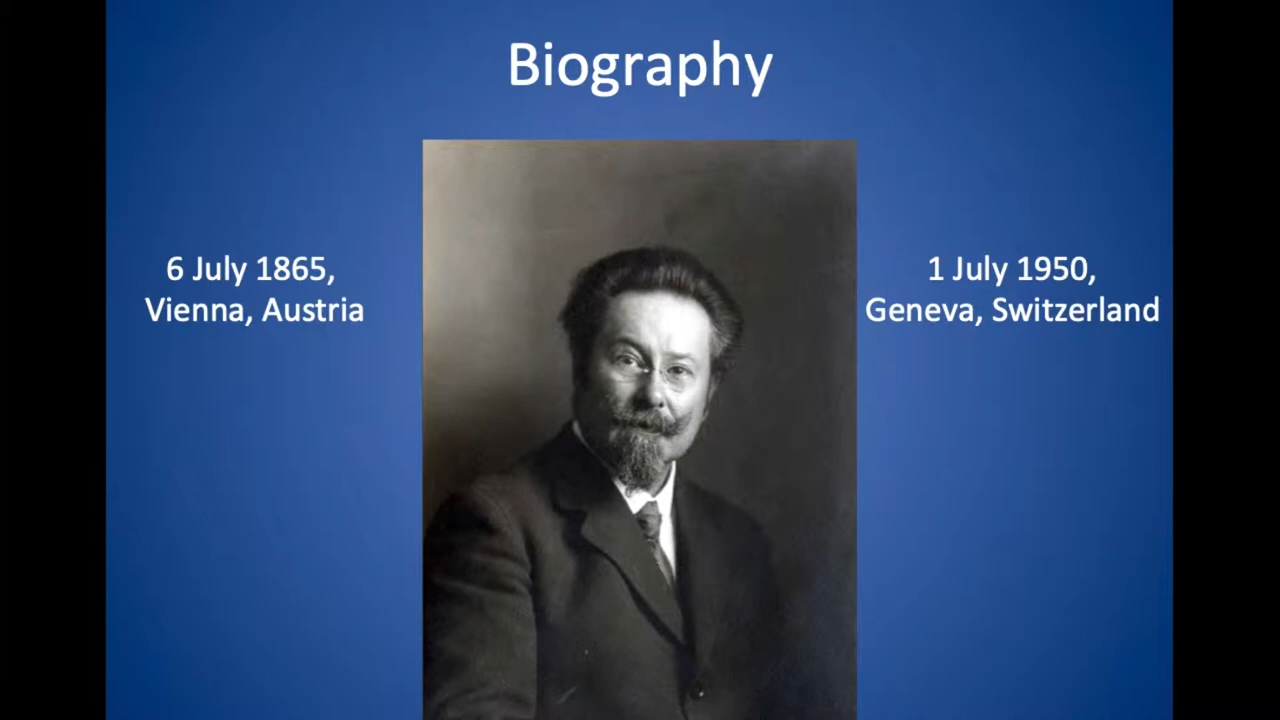 Biography
6 July 1865,
Vienna, Austria
1 July 1950,
Geneva, Switzerland